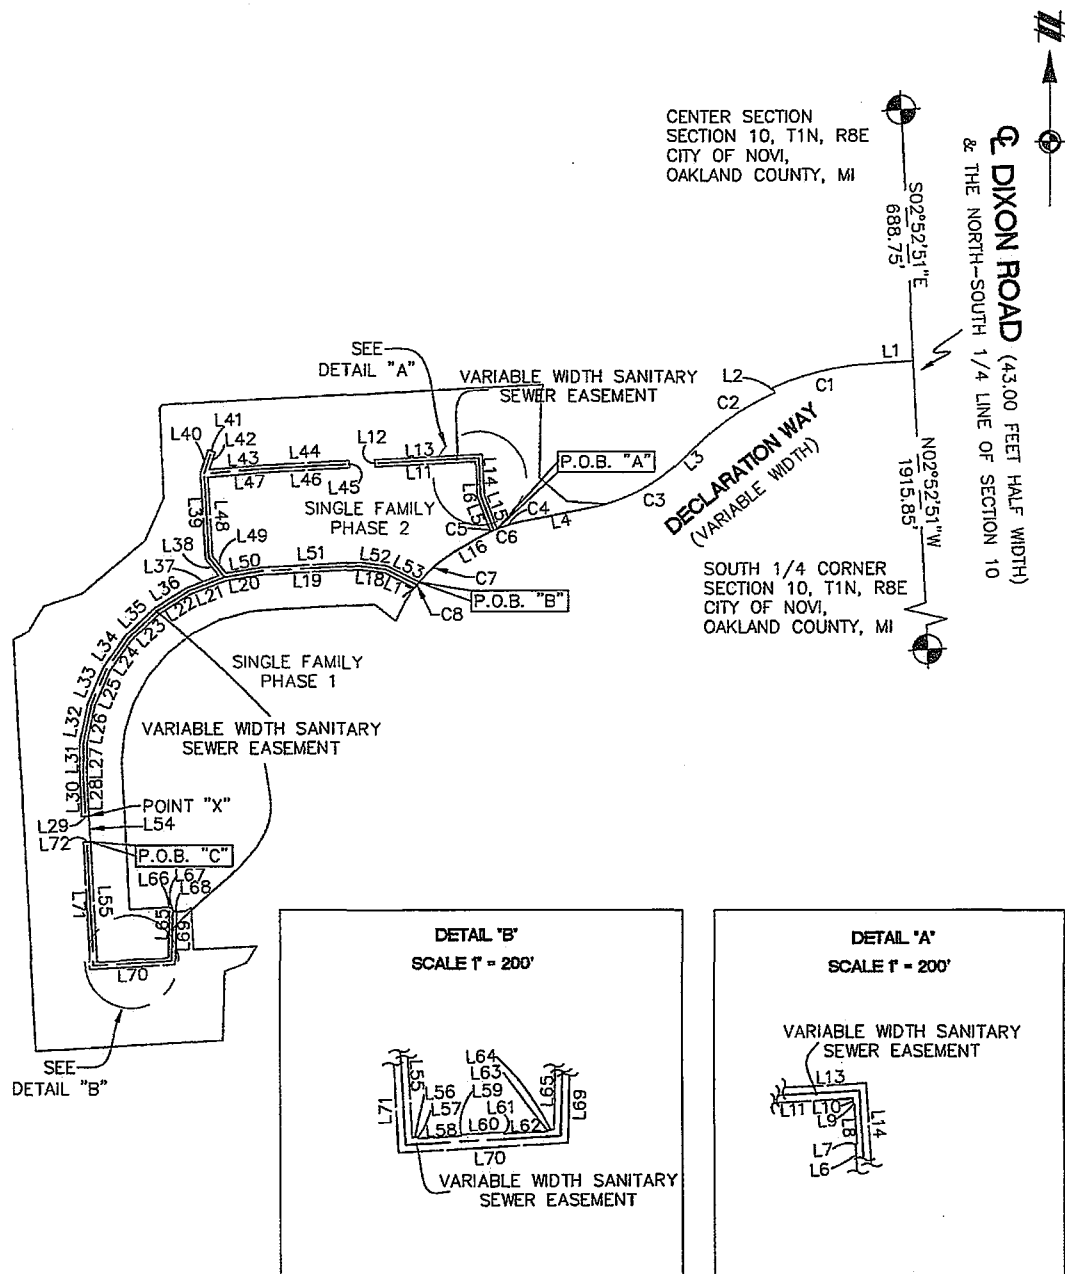 CENTER SECTION
SECTION 10, T1N, R8E
CITY OF NOVI,
OAKLAND COUNTY, MI
℄ DIXON ROAD (43.00 FEET HALF WIDTH)
& THE NORTH-SOUTH 1/4 LINE OF SECTION 10
S02°52'51"E
688.75'
N02°52'51"W
1915.85'
L1
C1
L2
C2
L3
C3
DECLARATION WAY
(VARIABLE WIDTH)
SOUTH 1/4 CORNER
SECTION 10, T1N, R8E
CITY OF NOVI,
OAKLAND COUNTY, MI
SEE
DETAIL "A"
VARIABLE WIDTH SANITARY
SEWER EASEMENT
P.O.B. "A"
L41
L40
L42
L43
L44
L47
L46
L45
L12
L13
L11
L14
L6
L5
L15
C4
C5
C6
L4
L16
SINGLE FAMILY
PHASE 2
L39
L48
L38
L49
L37
L50
L51
L52
L53
L36
L20
L19
L18
L17
C7
P.O.B. "B"
C8
L35
L22
L21
L34
L23
L24
L33
L25
L32
L26
L31
L27
L30
L28
SINGLE FAMILY
PHASE 1
VARIABLE WIDTH SANITARY
SEWER EASEMENT
POINT "X"
L29
L54
L72
P.O.B. "C"
L66
L67
L68
L71
L55
L65
L69
L70
SEE
DETAIL "B"
DETAIL "B"
SCALE 1" = 200'
L64
L63
L55
L56
L59
L65
L71
L57
L61
L69
L58
L60
L62
L70
VARIABLE WIDTH SANITARY
SEWER EASEMENT
DETAIL "A"
SCALE 1" = 200'
VARIABLE WIDTH SANITARY
SEWER EASEMENT
L13
L11
L10
L9
L8
L14
L7
L6